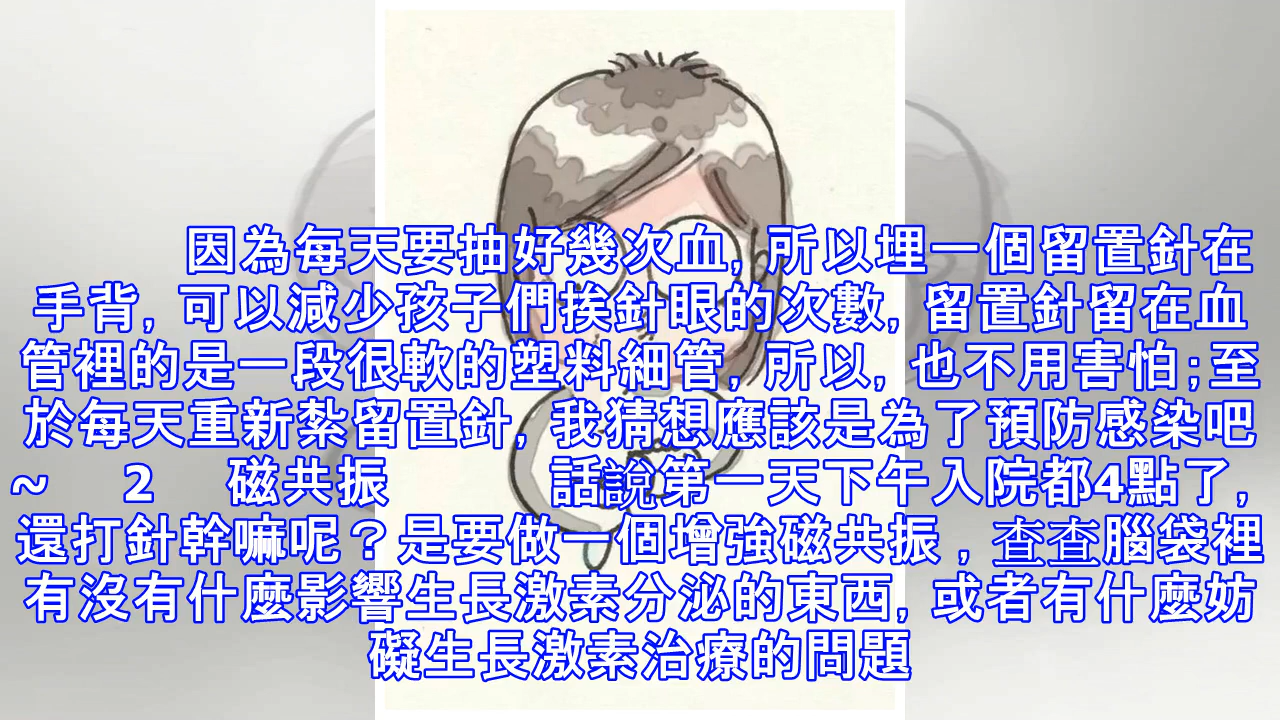 因為每天要抽好幾次血, 所以埋一個留置針在
手背, 可以減少孩子們挨針眼的次數, 留置針留在血
管裡的是一段很軟的塑料細管, 所以, 也不用害怕;至
於每天重新紮留置針, 我猜想應該是為了預防感染吧
~ 2 磁共振 話說第一天下午入院都4點了,
還打針幹嘛呢？是要做一個增強磁共振，查查腦袋裡
有沒有什麼影響生長激素分泌的東西, 或者有什麼妨
礙生長激素治療的問題